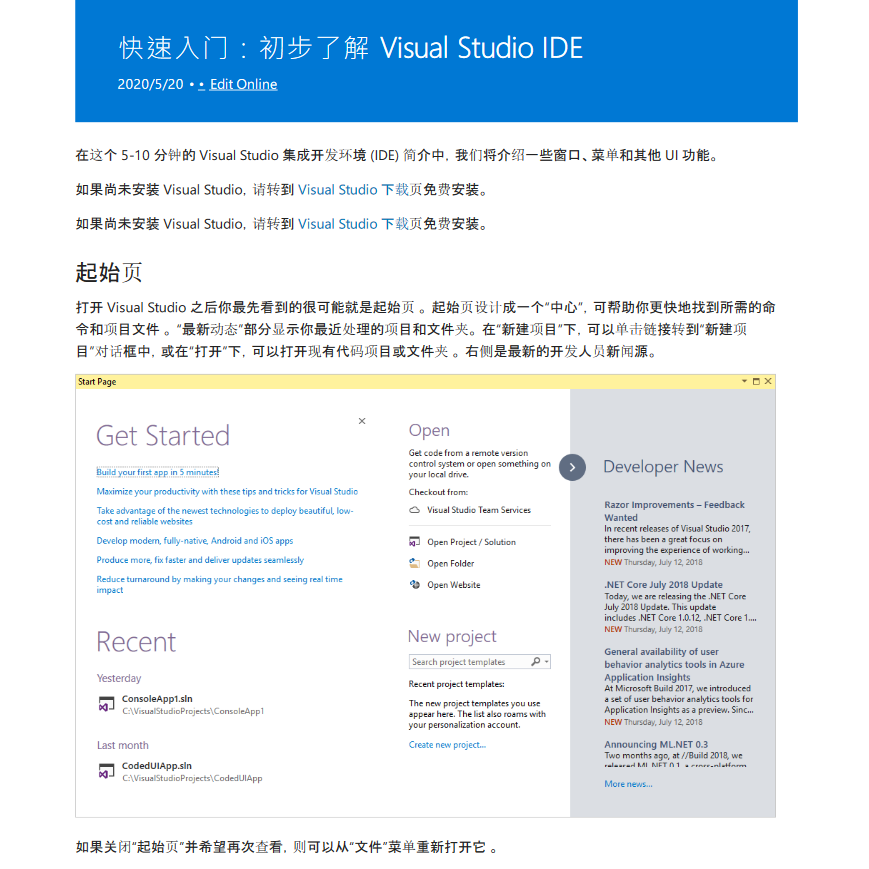 快速入门：初步了解 Visual Studio IDE
2020/5/20 • • Edit Online
在这个 5-10 分钟的 Visual Studio 集成开发环境 (IDE) 简介中, 我们将介绍一些窗口、菜单和其他 UI 功能。
如果尚未安装 Visual Studio, 请转到 Visual Studio 下载页免费安装。
如果尚未安装 Visual Studio, 请转到 Visual Studio 下载页免费安装。
起始页
打开 Visual Studio 之后你最先看到的很可能就是起始页 。起始页设计成一个“中心”, 可帮助你更快地找到所需的命
令和项目文件 。“最新动态”部分显示你最近处理的项目和文件夹。在“新建项目”下, 可以单击链接转到“新建项
目”对话框中, 或在“打开”下, 可以打开现有代码项目或文件夹 。右侧是最新的开发人员新闻源。
Start Page
Get Started
Build your first app in 5 minutes!
Maximize your productivity with these tips and tricks for Visual Studio
Take advantage of the newest technologies to deploy beautiful, low-
cost and reliable websites
Develop modern, fully-native, Android and iOS apps
Produce more, fix faster and deliver updates seamlessly
Reduce turnaround by making your changes and seeing real time
impact
Recent
Yesterday
ConsoleApp1.sln
C:\VisualStudioProjects\ConsoleApp1
Last month
CodedUIApp.sln
C:\VisualStudioProjects\CodedUIApp
Open
Get code from a remote version
control system or open something on
your local drive.
Checkout from:
Visual Studio Team Services
Open Project / Solution
Open Folder
Open Website
New project
Search project templates
Recent project templates:
The new project templates you use
appear here. The list also roams with
your personalization account.
Create new project...
Developer News
Razor Improvements – Feedback
Wanted
In recent releases of Visual Studio 2017,
there has been a great focus on
improving the experience of working...
NEW Thursday, July 12, 2018
.NET Core July 2018 Update
Today, we are releasing the .NET Core
July 2018 Update. This update
includes .NET Core 1.0.12, .NET Core 1....
NEW Thursday, July 12, 2018
General availability of user
behavior analytics tools in Azure
Application Insights
At Microsoft Build 2017, we introduced
a set of user behavior analytics tools for
Application Insights as a preview. Sinc...
NEW Thursday, July 12, 2018
Announcing ML.NET 0.3
Two months ago, at //Build 2018, we
released ML.NET 0.1, a cross-platform
More news...
如果关闭“起始页”并希望再次查看, 则可以从“文件”菜单重新打开它 。